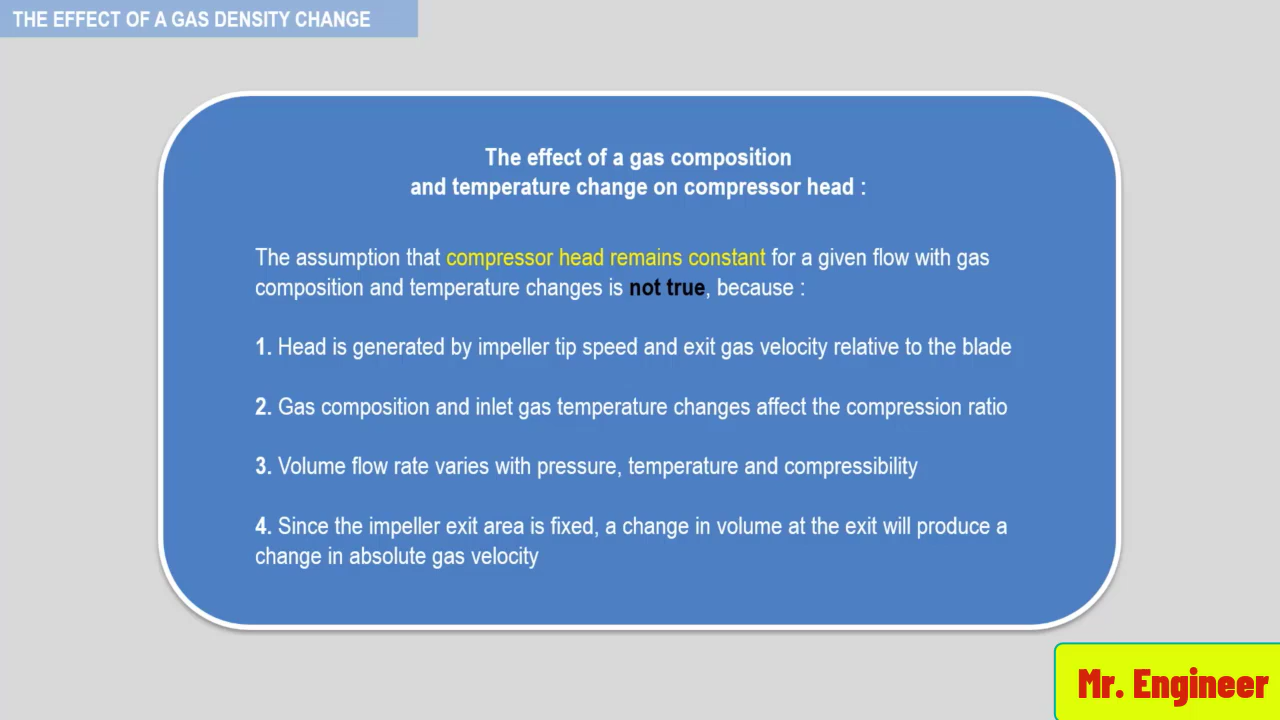 THE EFFECT OF A GAS DENSITY CHANGE
The effect of a gas composition
and temperature change on compressor head :
The assumption that compressor head remains constant for a given flow with gas
composition and temperature changes is not true, because :
1. Head is generated by impeller tip speed and exit gas velocity relative to the blade
2. Gas composition and inlet gas temperature changes affect the compression ratio
3. Volume flow rate varies with pressure, temperature and compressibility
4. Since the impeller exit area is fixed, a change in volume at the exit will produce a
change in absolute gas velocity
Mr. Engineer